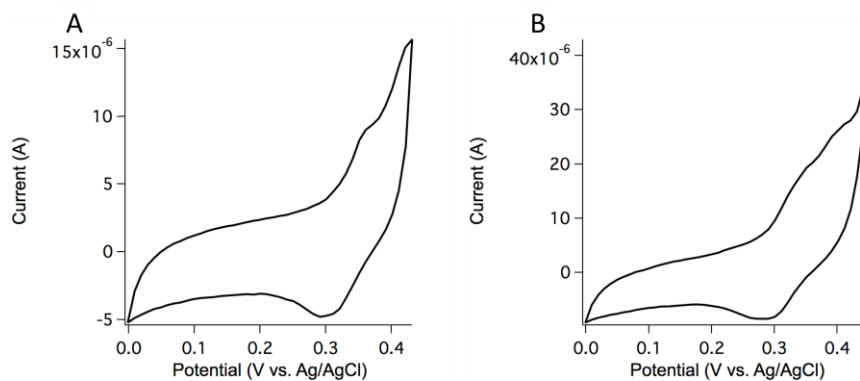 A
15x10⁻⁶
10
5
0
-5
Current (A)
0.0 0.1 0.2 0.3 0.4
Potential (V vs. Ag/AgCl)
B
40x10⁻⁶
30
20
10
0
Current (A)
0.0 0.1 0.2 0.3 0.4
Potential (V vs. Ag/AgCl)